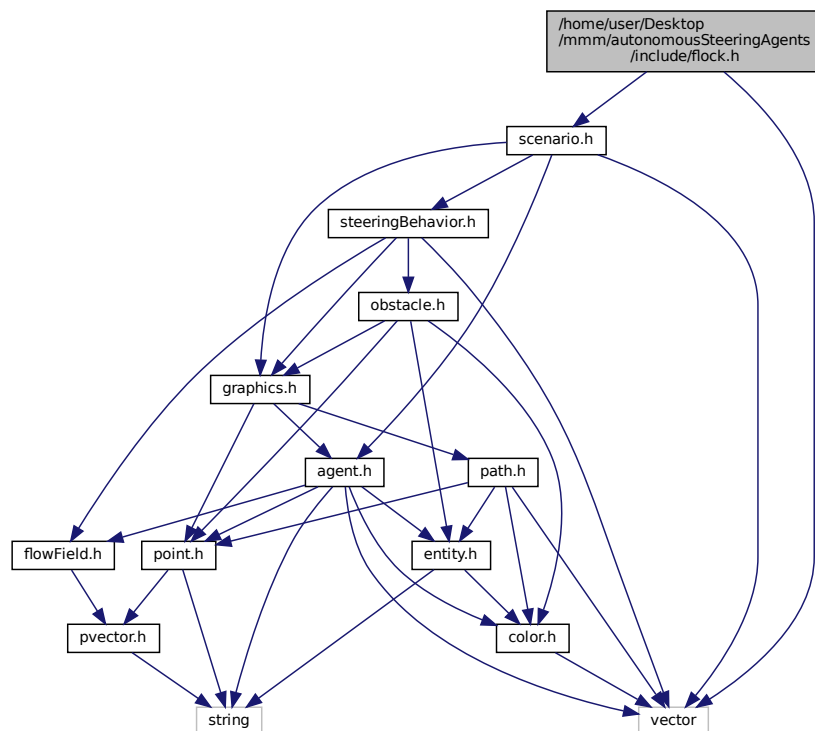 /home/user/Desktop
/mmm/autonomousSteeringAgents
/include/flock.h
scenario.h
steeringBehavior.h
obstacle.h
graphics.h
agent.h
path.h
flowField.h
point.h
entity.h
pvector.h
color.h
string
vector